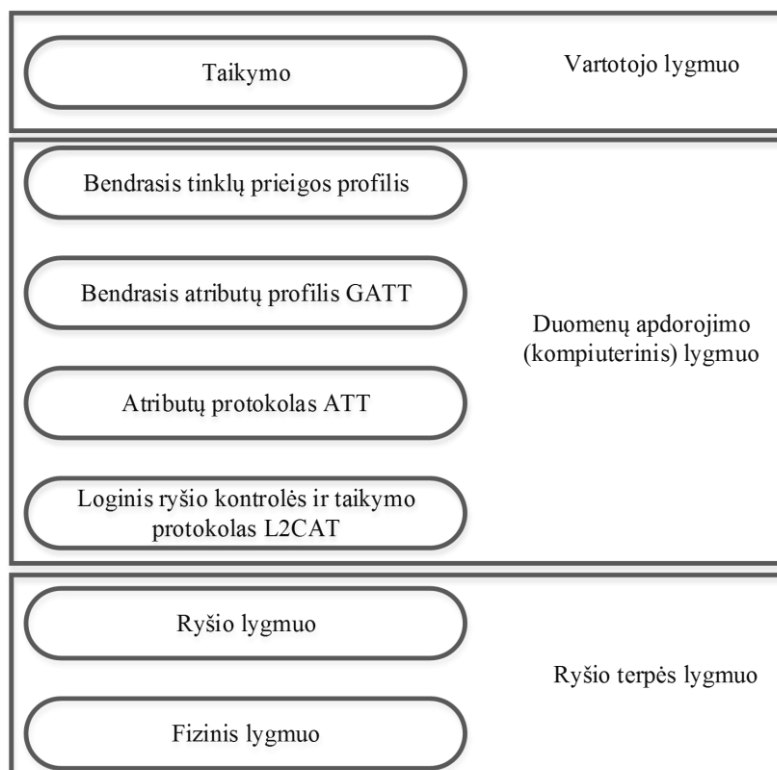 Taikymo
Vartotojo lygmuo
Bendrasis tinklų prieigos profilis
Bendrasis atributų profilis GATT
Duomenų apdorojimo
(kompiuterinis) lygmuo
Atributų protokolas ATT
Loginis ryšio kontrolės ir taikymo
protokolas L2CAT
Ryšio lygmuo
Ryšio terpės lygmuo
Fizinis lygmuo